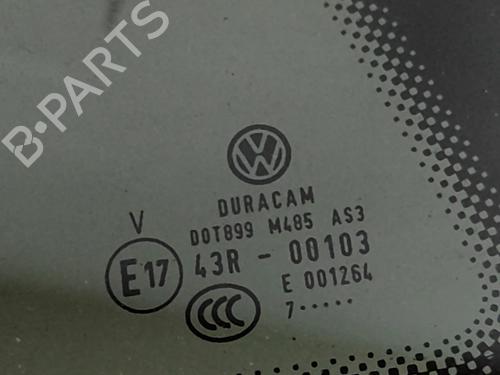 B-PARTS
DURACAM
DOT899 M485 AS3
V
E17
43R - 00103
E 001264
CCC
7·····